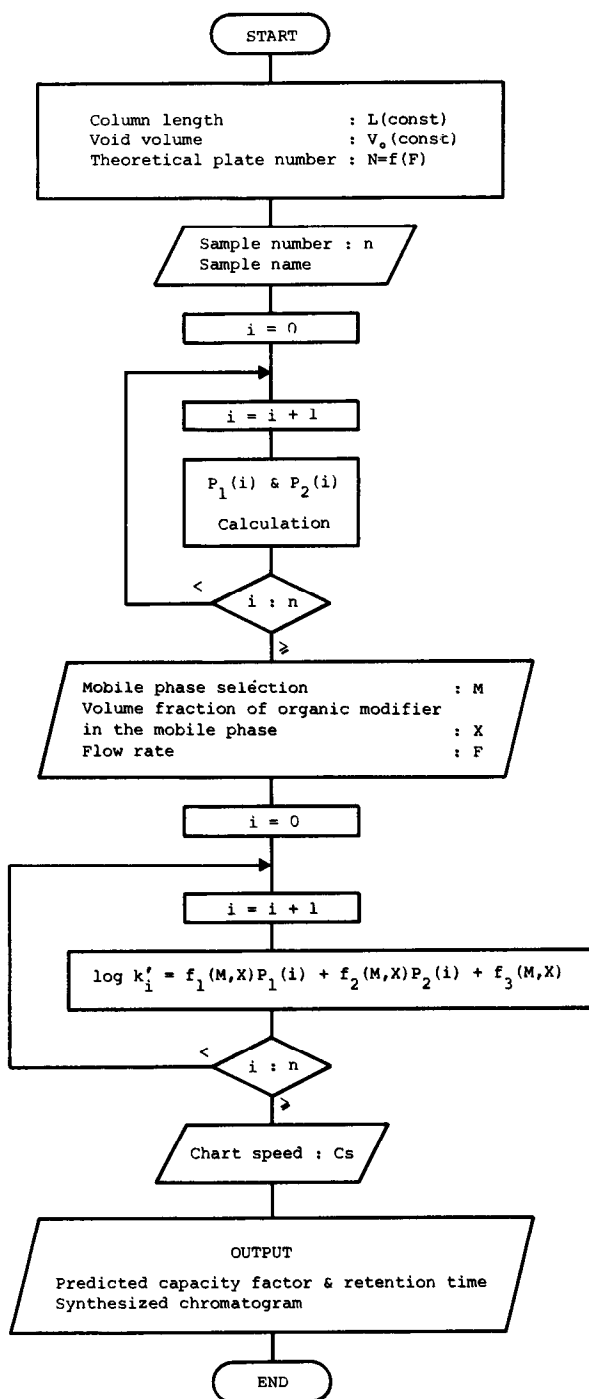 START
Column length : L(const)
Void volume : V₀(const)
Theoretical plate number : N=f(F)
Sample number : n
Sample name
i = 0
i = i + 1
P₁(i) & P₂(i)
Calculation
<
i : n
⩾
Mobile phase selection : M
Volume fraction of organic modifier
in the mobile phase : X
Flow rate : F
i = 0
i = i + 1
log k′ᵢ = f₁(M,X)P₁(i) + f₂(M,X)P₂(i) + f₃(M,X)
<
i : n
⩾
Chart speed : Cs
OUTPUT
Predicted capacity factor & retention time
Synthesized chromatogram
END